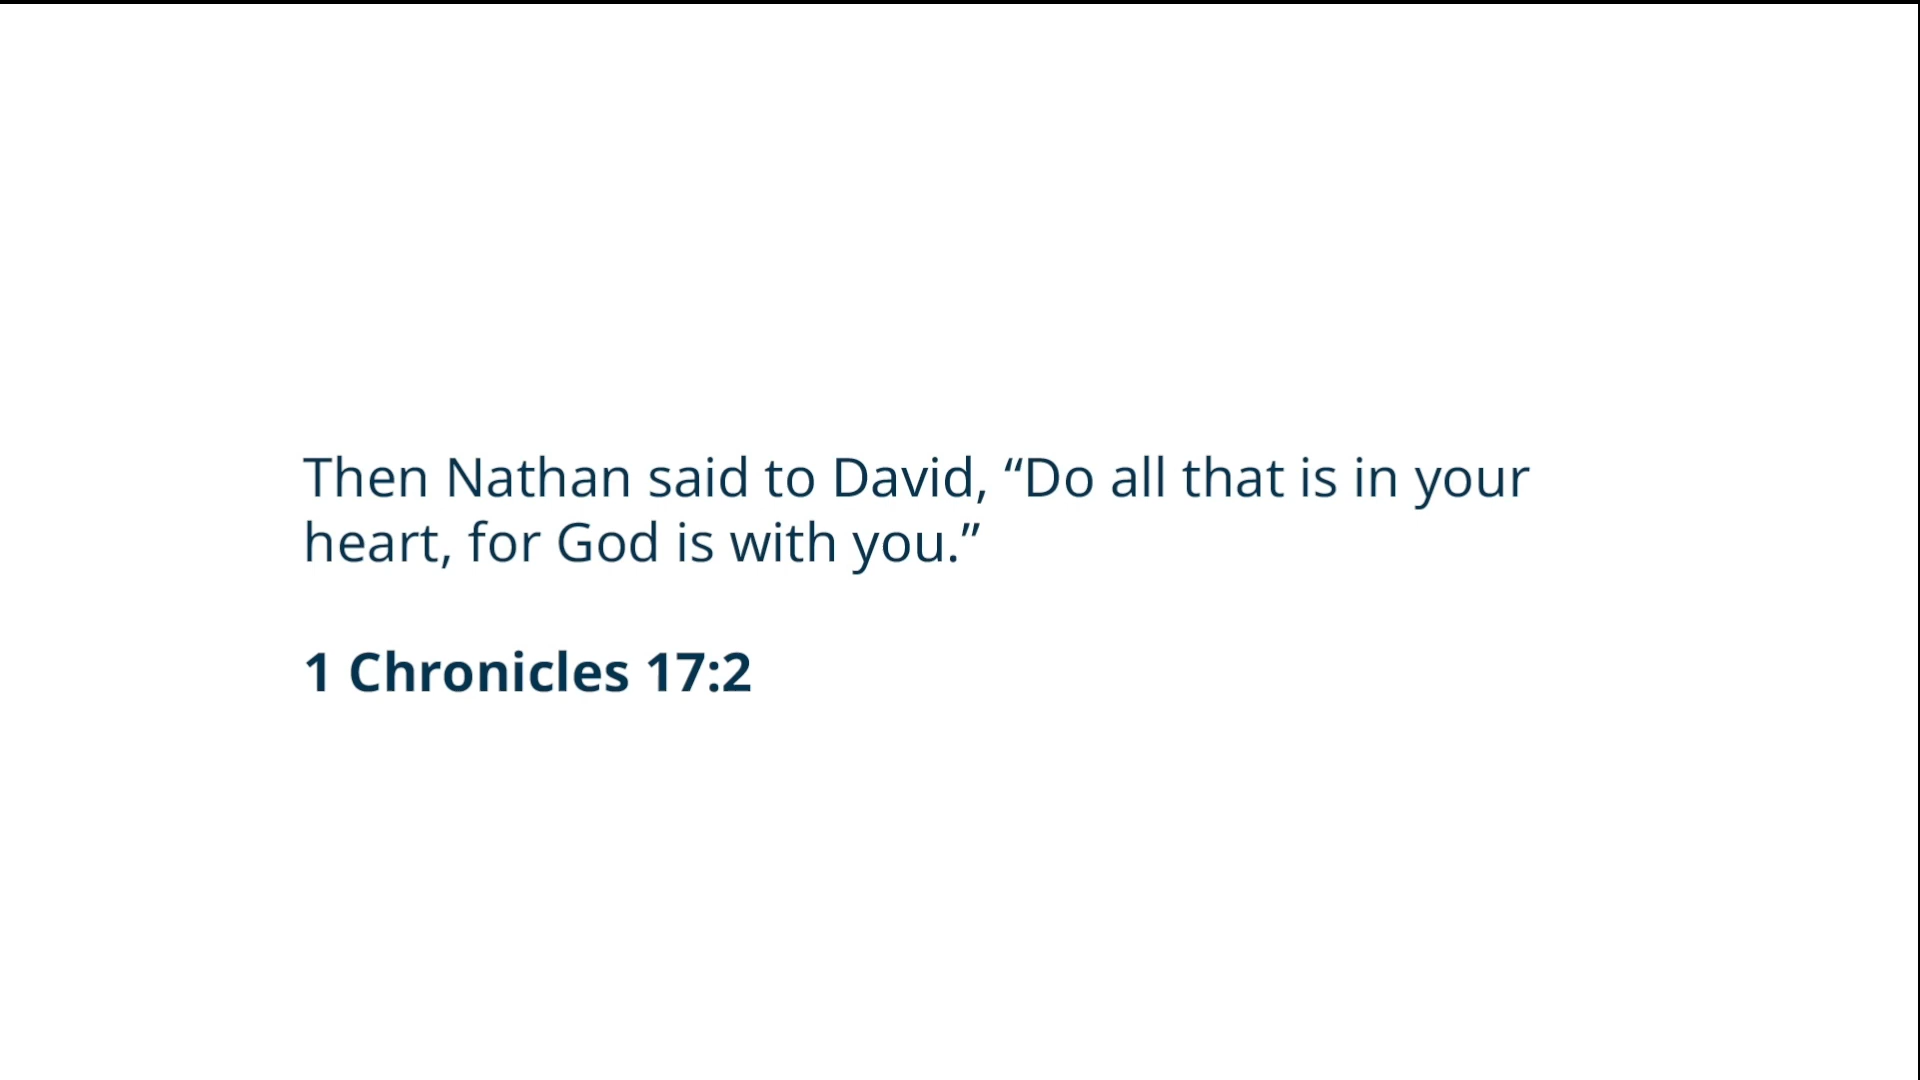 Then Nathan said to David, “Do all that is in your
heart, for God is with you.”
1 Chronicles 17:2